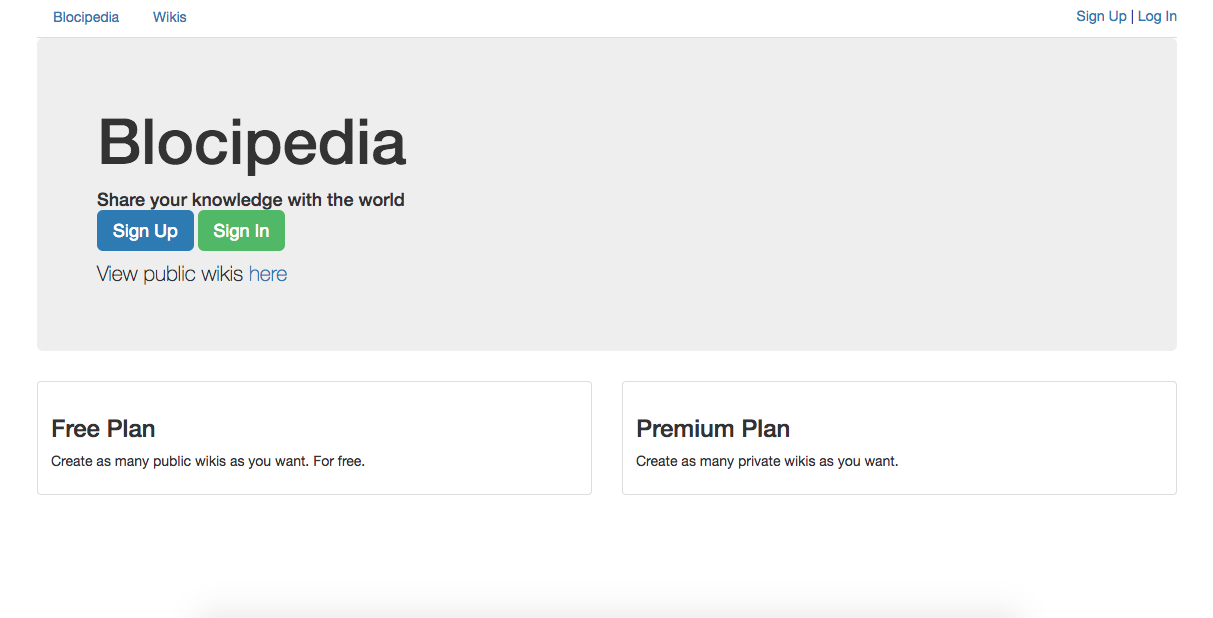 Blocipedia Wikis Sign Up | Log In
Blocipedia
Share your knowledge with the world
Sign Up Sign In
View public wikis here
Free Plan
Create as many public wikis as you want. For free.
Premium Plan
Create as many private wikis as you want.